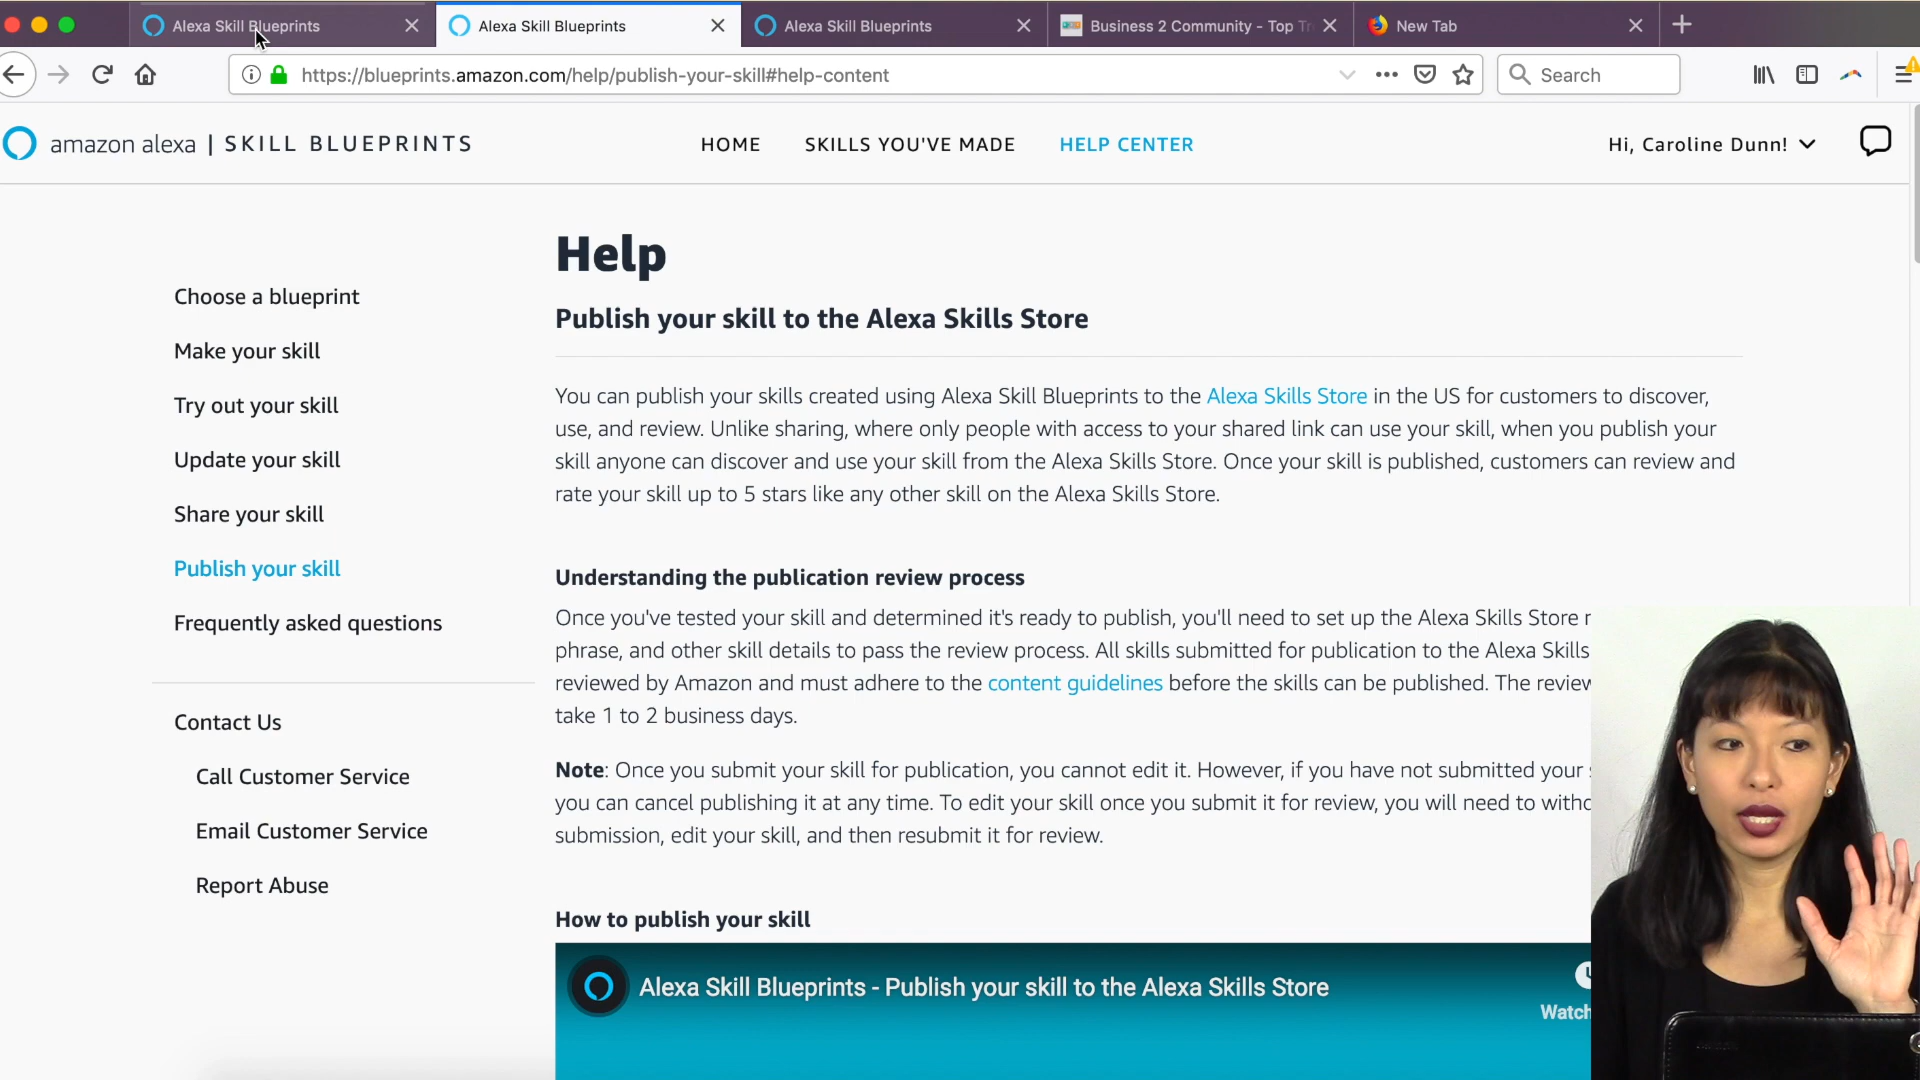 Alexa Skill Blueprints
Alexa Skill Blueprints
Alexa Skill Blueprints
Business 2 Community - Top
New Tab
https://blueprints.amazon.com/help/publish-your-skill#help-content
Search
amazon alexa | SKILL BLUEPRINTS
HOME
SKILLS YOU'VE MADE
HELP CENTER
Hi, Caroline Dunn!
Choose a blueprint
Make your skill
Try out your skill
Update your skill
Share your skill
Publish your skill
Frequently asked questions
Contact Us
Call Customer Service
Email Customer Service
Report Abuse
Help
Publish your skill to the Alexa Skills Store
You can publish your skills created using Alexa Skill Blueprints to the Alexa Skills Store in the US for customers to discover,
use, and review. Unlike sharing, where only people with access to your shared link can use your skill, when you publish your
skill anyone can discover and use your skill from the Alexa Skills Store. Once your skill is published, customers can review and
rate your skill up to 5 stars like any other skill on the Alexa Skills Store.
Understanding the publication review process
Once you've tested your skill and determined it's ready to publish, you'll need to set up the Alexa Skills Store
phrase, and other skill details to pass the review process. All skills submitted for publication to the Alexa Skills
reviewed by Amazon and must adhere to the content guidelines before the skills can be published. The review
take 1 to 2 business days.
Note: Once you submit your skill for publication, you cannot edit it. However, if you have not submitted your
you can cancel publishing it at any time. To edit your skill once you submit it for review, you will need to
submission, edit your skill, and then resubmit it for review.
How to publish your skill
Alexa Skill Blueprints - Publish your skill to the Alexa Skills Store
Watch